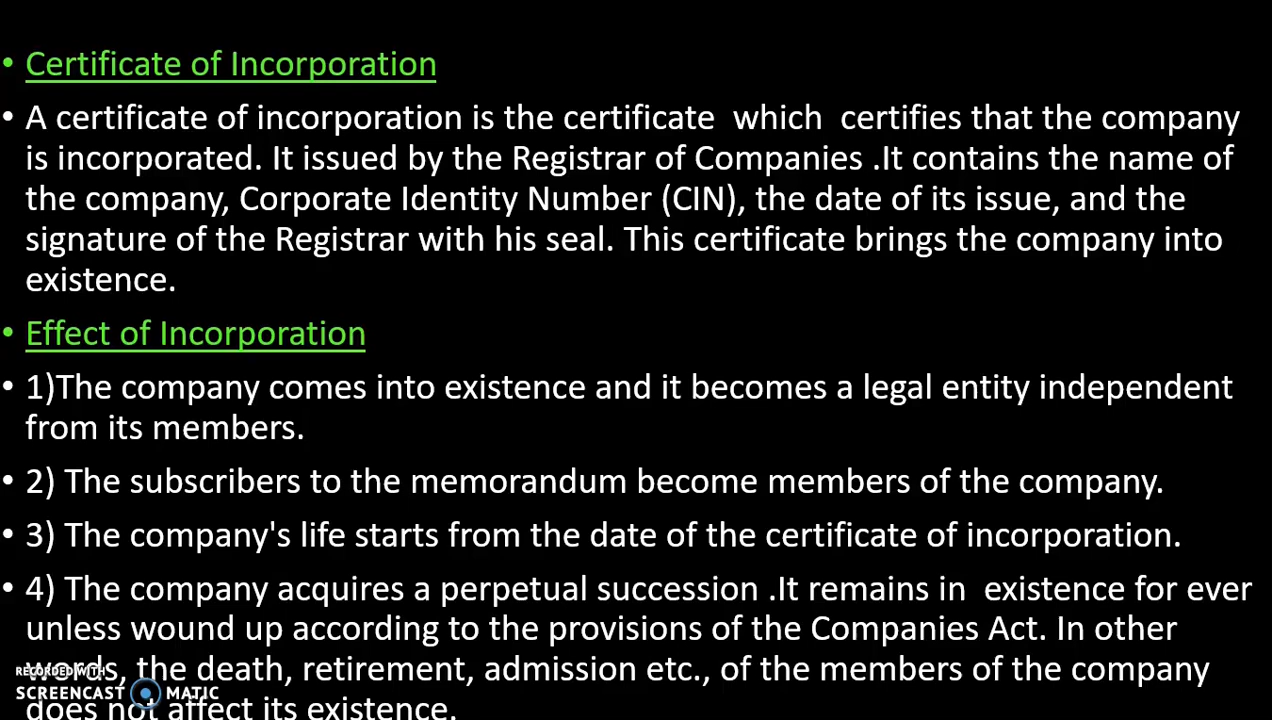 • Certificate of Incorporation
• A certificate of incorporation is the certificate which certifies that the company
is incorporated. It issued by the Registrar of Companies .It contains the name of
the company, Corporate Identity Number (CIN), the date of its issue, and the
signature of the Registrar with his seal. This certificate brings the company into
existence.
• Effect of Incorporation
• 1)The company comes into existence and it becomes a legal entity independent
from its members.
• 2) The subscribers to the memorandum become members of the company.
• 3) The company's life starts from the date of the certificate of incorporation.
• 4) The company acquires a perpetual succession .It remains in existence for ever
unless wound up according to the provisions of the Companies Act. In other
words, the death, retirement, admission etc., of the members of the company
does not affect its existence.
RECORDED WITH
SCREENCAST MATIC